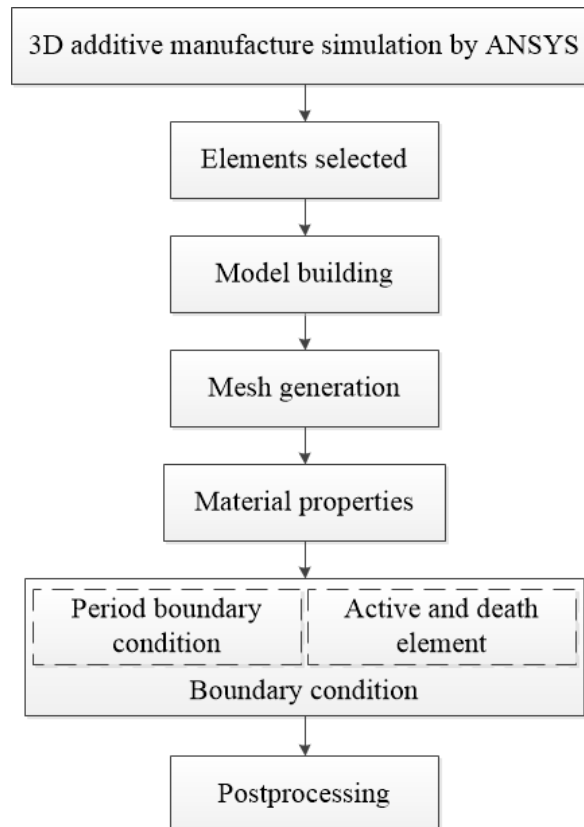 3D additive manufacture simulation by ANSYS
Elements selected
Model building
Mesh generation
Material properties
Period boundary
condition
Active and death
element
Boundary condition
Postprocessing